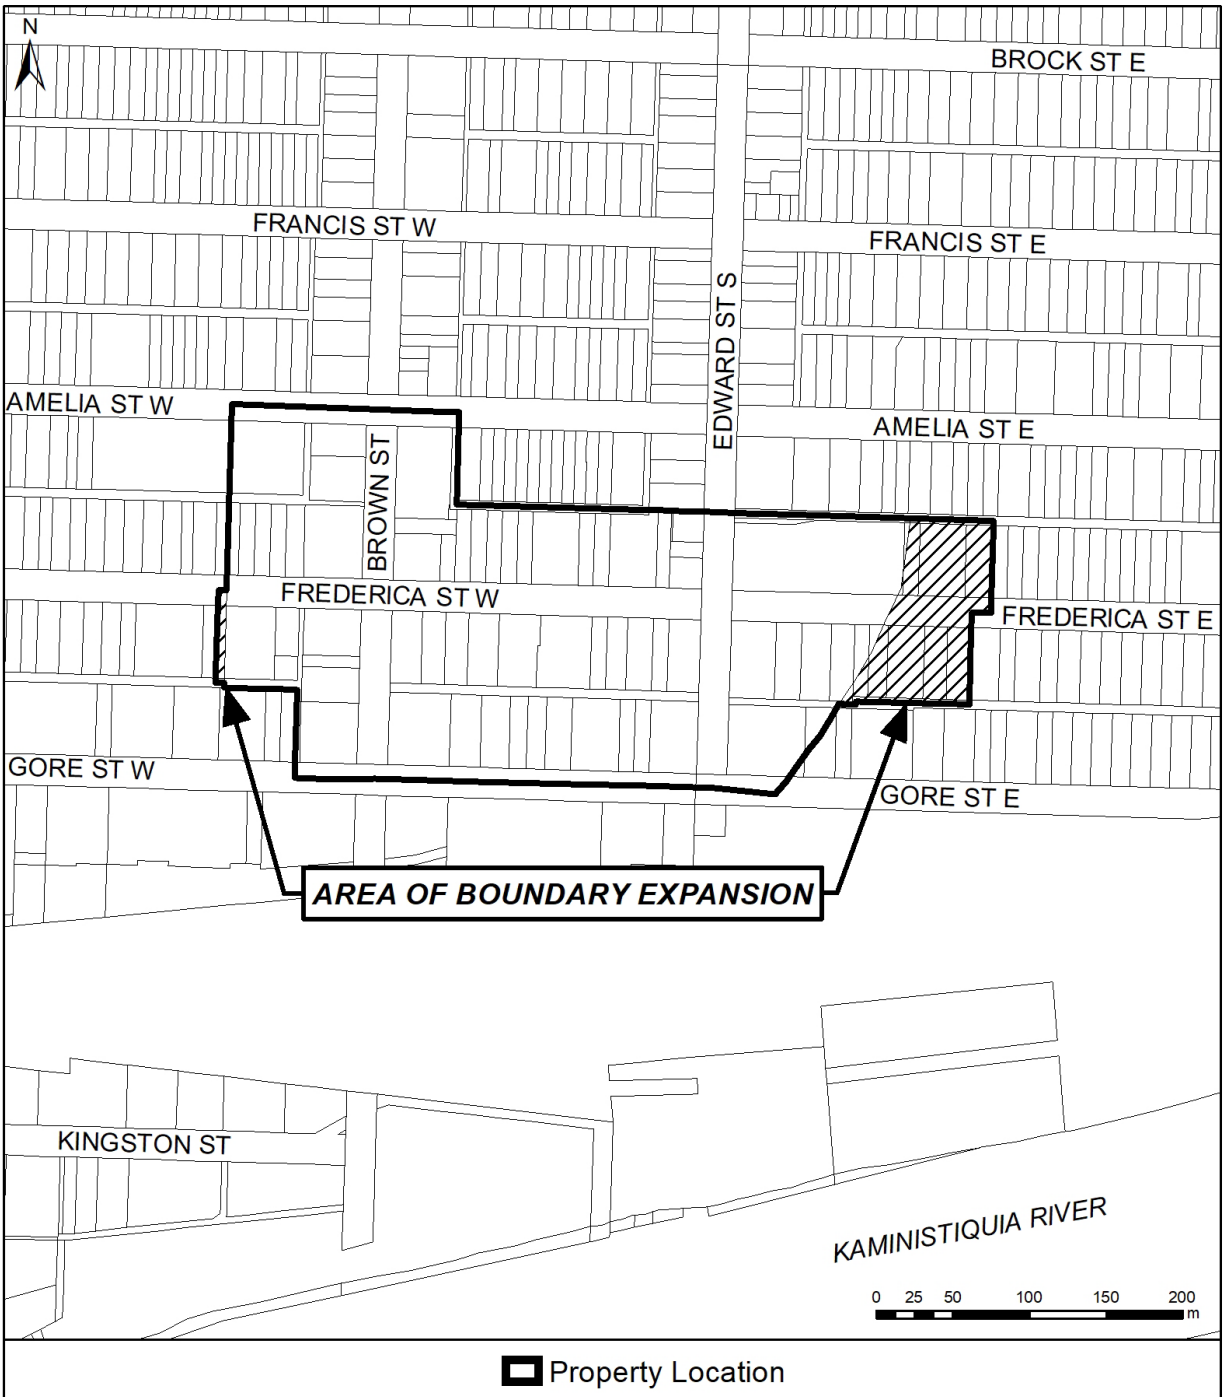 N
BROCK ST E
FRANCIS ST W
FRANCIS ST E
EDWARD ST S
AMELIA ST W
AMELIA ST E
BROWN ST
FREDERICA ST W
FREDERICA ST E
GORE ST W
GORE ST E
AREA OF BOUNDARY EXPANSION
KINGSTON ST
KAMINISTIQUIA RIVER
0 25 50 100 150 200
m
Property Location